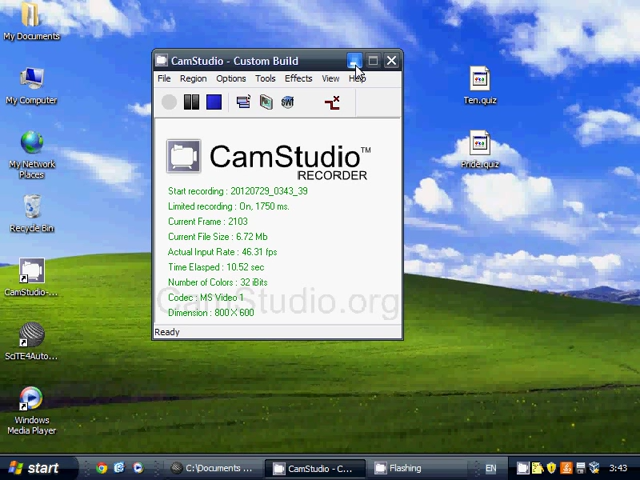 My Documents
My Computer
My Network
Places
Recycle Bin
CamStudio-...
SciTE4Auto...
Windows
Media Player
CamStudio - Custom Build
File Region Options Tools Effects View Help
CamStudio™
RECORDER
Start recording : 20120729_0343_39
Limited recording : On, 1750 ms.
Current Frame : 2103
Current File Size : 6.72 Mb
Actual Input Rate : 46.31 fps
Time Elasped : 10.52 sec
Number of Colors : 32 iBits
Codec : MS Video 1
Dimension : 800 X 600
CamStudio.org
Ready
Ten.quiz
Pride.quiz
start
C:\Documents ...
CamStudio - C...
Flashing
EN
3:43